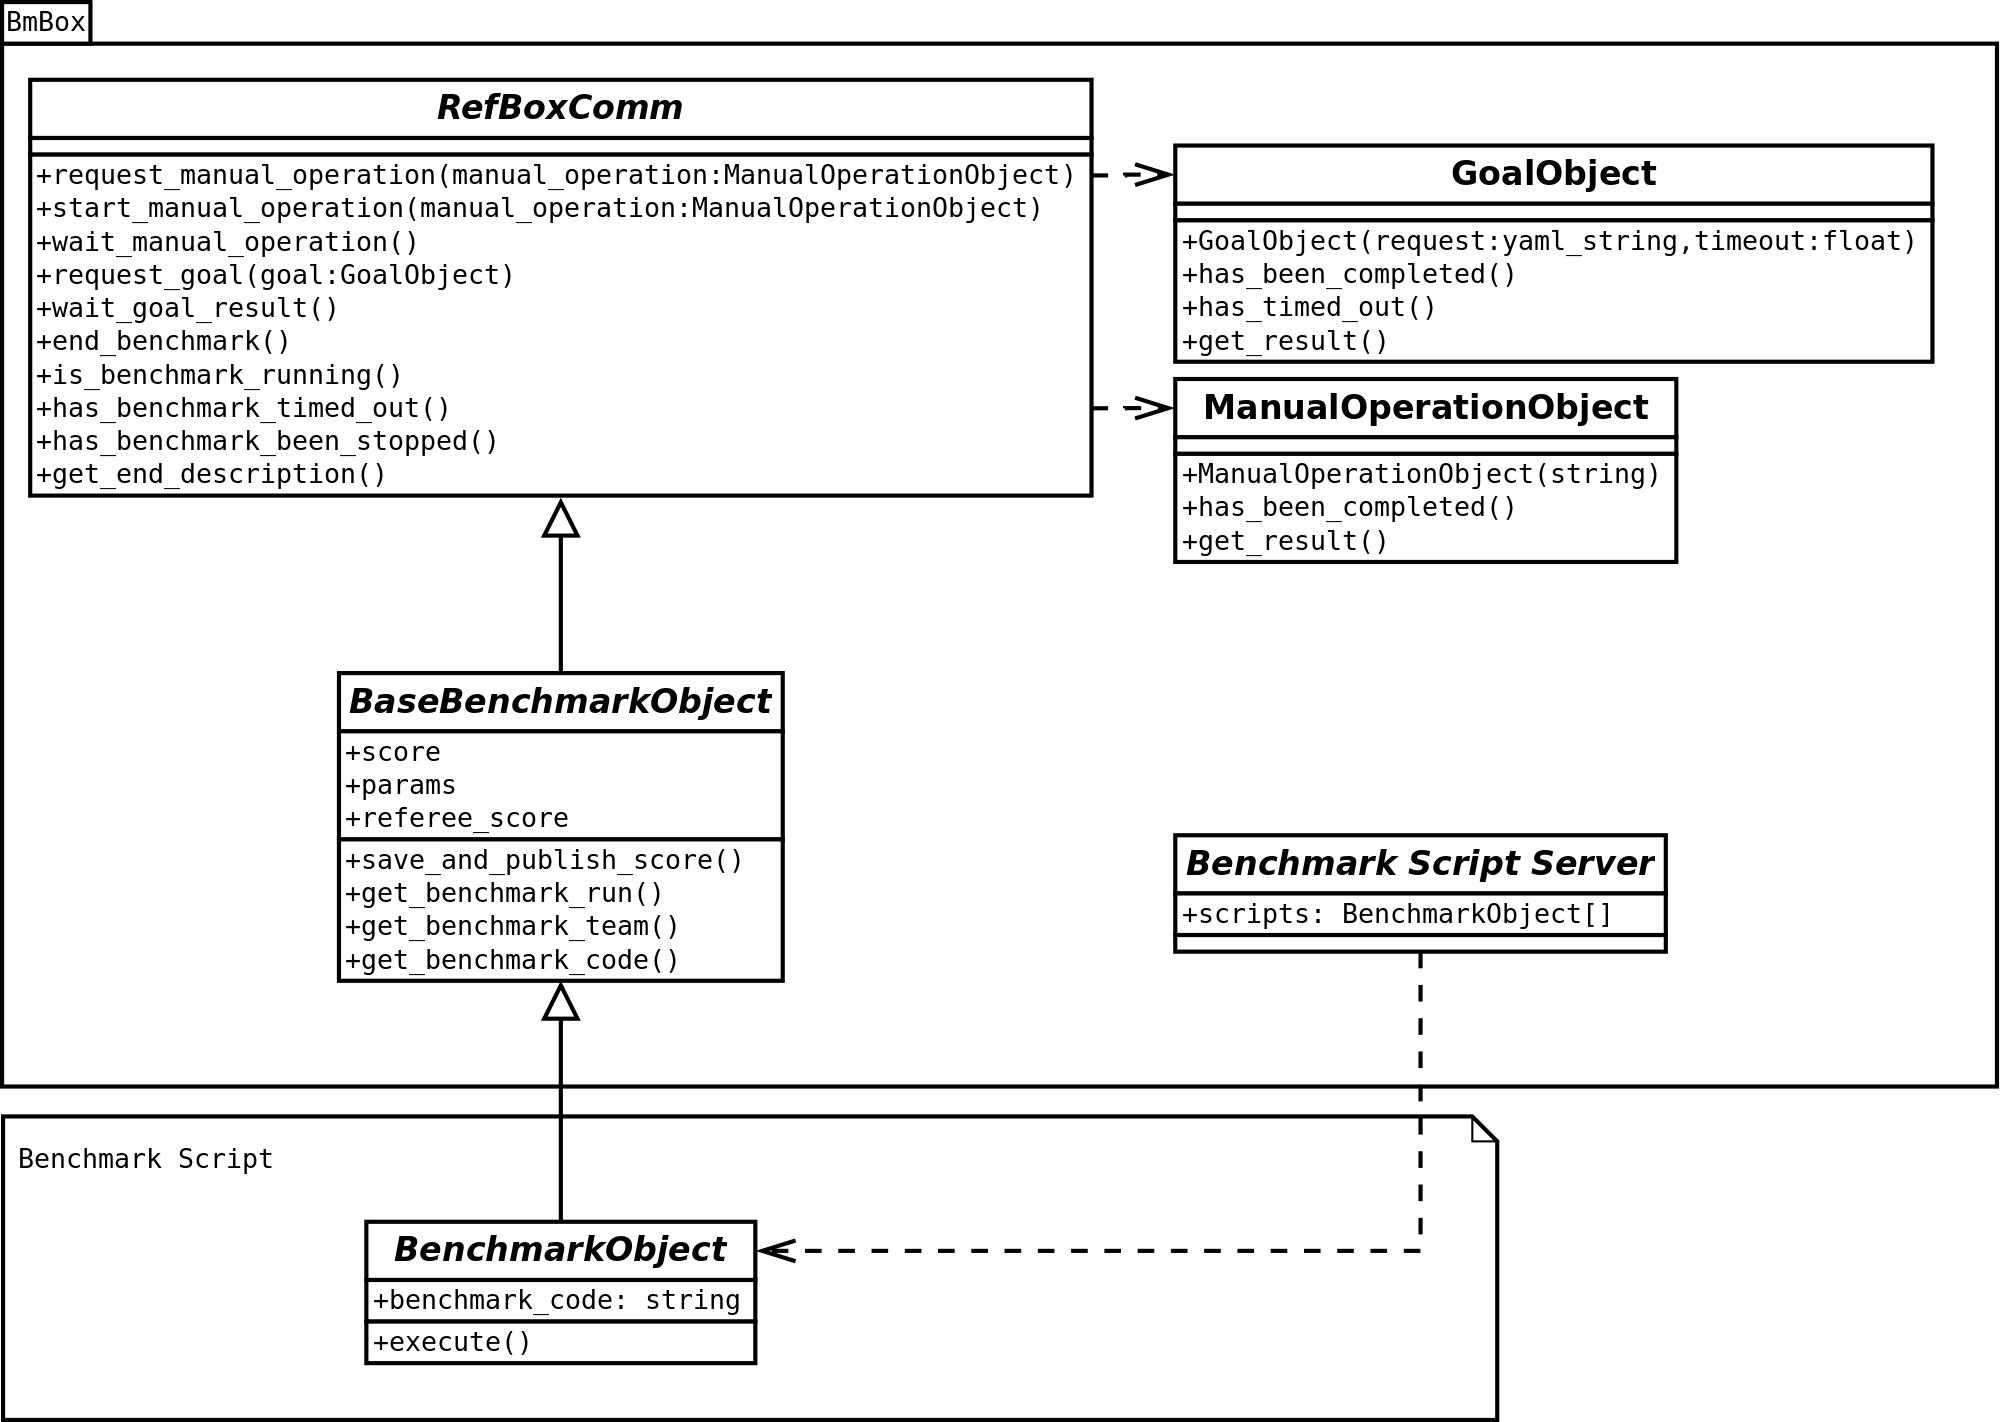 BmBox
RefBoxComm
+request_manual_operation(manual_operation:ManualOperationObject)
+start_manual_operation(manual_operation:ManualOperationObject)
+wait_manual_operation()
+request_goal(goal:GoalObject)
+wait_goal_result()
+end_benchmark()
+is_benchmark_running()
+has_benchmark_timed_out()
+has_benchmark_been_stopped()
+get_end_description()
GoalObject
+GoalObject(request:yaml_string,timeout:float)
+has_been_completed()
+has_timed_out()
+get_result()
ManualOperationObject
+ManualOperationObject(string)
+has_been_completed()
+get_result()
BaseBenchmarkObject
+score
+params
+referee_score
+save_and_publish_score()
+get_benchmark_run()
+get_benchmark_team()
+get_benchmark_code()
Benchmark Script Server
+scripts: BenchmarkObject[]
Benchmark Script
BenchmarkObject
+benchmark_code: string
+execute()